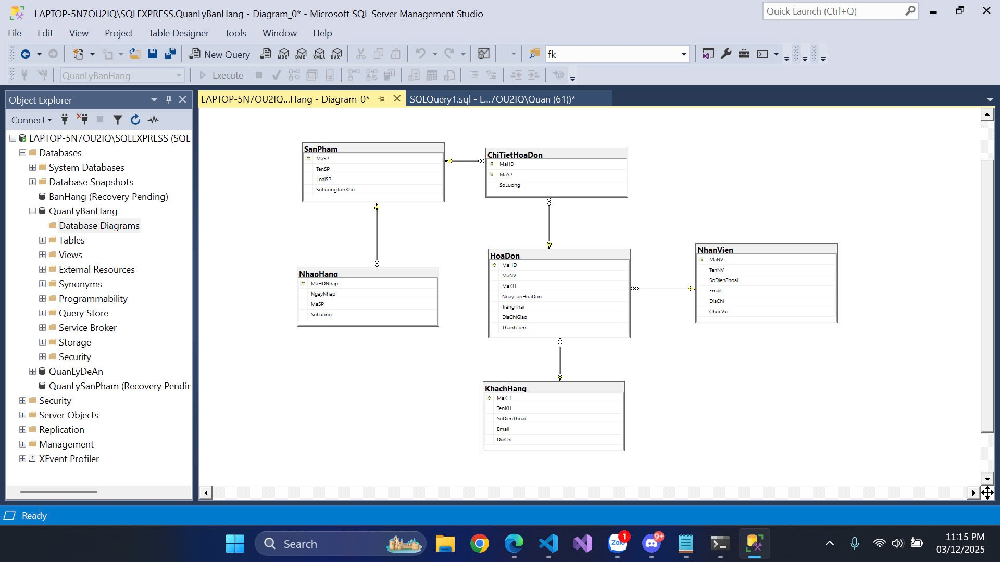 LAPTOP-5N7OU2IQ\SQLEXPRESS.QuanLyBanHang - Diagram_0* - Microsoft SQL Server Management Studio
Quick Launch (Ctrl+Q)
File Edit View Project Table Designer Tools Window Help
New Query MDX DMX XMLA DAX fk
QuanLyBanHang Execute
Object Explorer
LAPTOP-5N7OU2IQ...Hang - Diagram_0*
SQLQuery1.sql - L...7OU2IQ\Quan (61))*
Connect
LAPTOP-5N7OU2IQ\SQLEXPRESS (SQL
Databases
System Databases
Database Snapshots
BanHang (Recovery Pending)
QuanLyBanHang
Database Diagrams
Tables
Views
External Resources
Synonyms
Programmability
Query Store
Service Broker
Storage
Security
QuanLyDeAn
QuanLySanPham (Recovery Pendin
Security
Server Objects
Replication
Management
XEvent Profiler
SanPham
MaSP
TenSP
LoaiSP
SoLuongTonKho
ChiTietHoaDon
MaHD
MaSP
SoLuong
NhapHang
MaHDNhap
NgayNhap
MaSP
SoLuong
HoaDon
MaHD
MaNV
MaKH
NgayLapHoaDon
TrangThai
DiaChiGiao
ThanhTien
NhanVien
MaNV
TenNV
SoDienThoai
Email
DiaChi
ChucVu
KhachHang
MaKH
TenKH
SoDienThoai
Email
DiaChi
Ready
Search
Zalo
1
9+
11:15 PM
03/12/2025